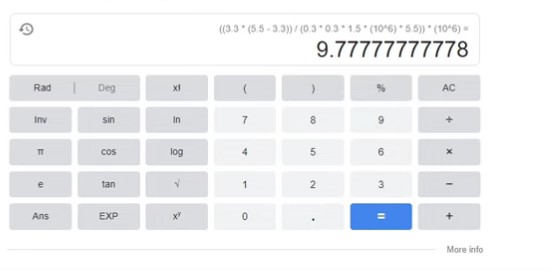 ((3.3 * (5.5 - 3.3)) / (0.3 * 0.3 * 1.5 * (10^6) * 5.5)) * (10^6) =
9.77777777778
Rad | Deg x! ( ) % AC
Inv sin ln 7 8 9 ÷
π cos log 4 5 6 ×
e tan √ 1 2 3 −
Ans EXP xʸ 0 . = +
More info